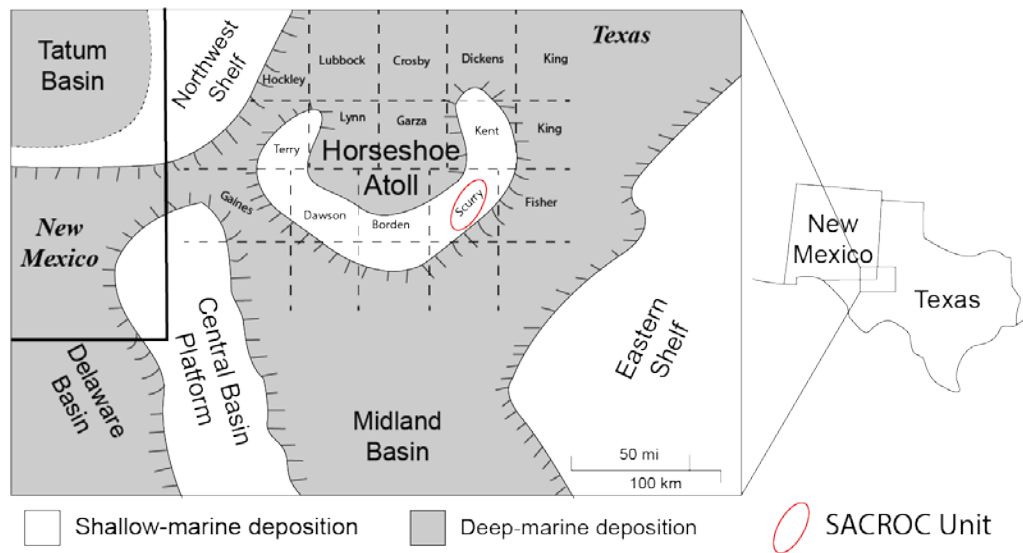 Tatum
Basin
Northwest
Shelf
Texas
Hockley
Lubbock
Crosby
Dickens
King
Lynn
Garza
Kent
King
Terry
Horseshoe
Atoll
Gaines
Dawson
Borden
Scurry
Fisher
New
Mexico
Central Basin
Platform
Delaware
Basin
Midland
Basin
Eastern
Shelf
50 mi
100 km
New
Mexico
Texas
Shallow-marine deposition
Deep-marine deposition
SACROC Unit